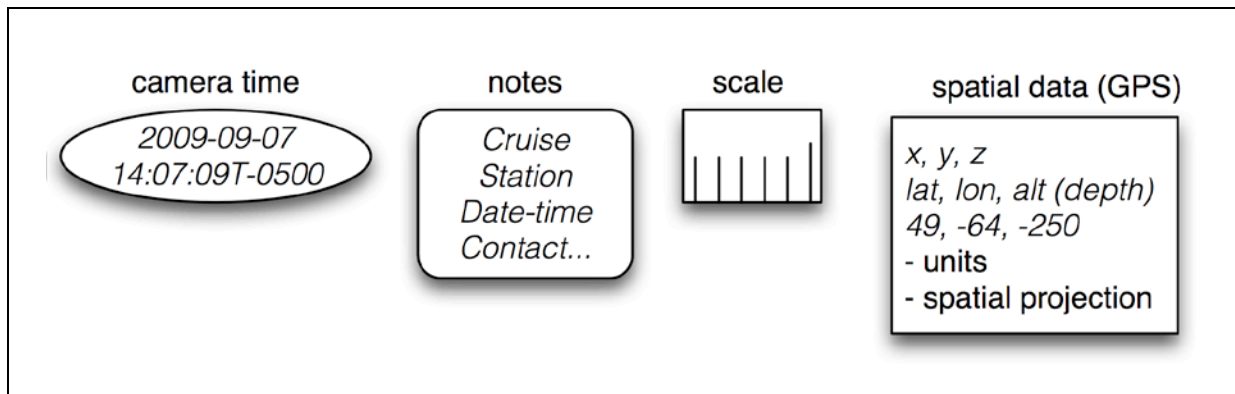 camera time
2009-09-07
14:07:09T-0500
notes
Cruise
Station
Date-time
Contact...
scale
spatial data (GPS)
x, y, z
lat, lon, alt (depth)
49, -64, -250
- units
- spatial projection